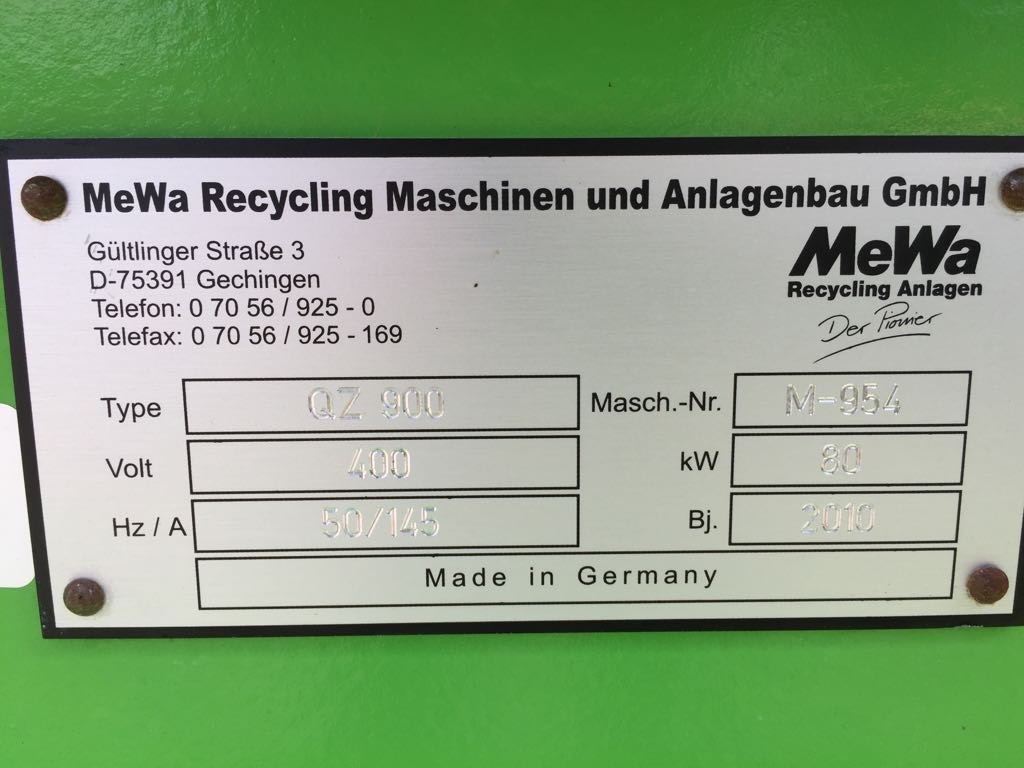 MeWa Recycling Maschinen und Anlagenbau GmbH
Gültlinger Straße 3
D-75391 Gechingen
Telefon: 0 70 56 / 925 - 0
Telefax: 0 70 56 / 925 - 169
MeWa
Recycling Anlagen
Der Pionier
Type QZ 900 Masch.-Nr. M-954
Volt 400 kW 80
Hz / A 50/145 Bj. 2010
Made in Germany